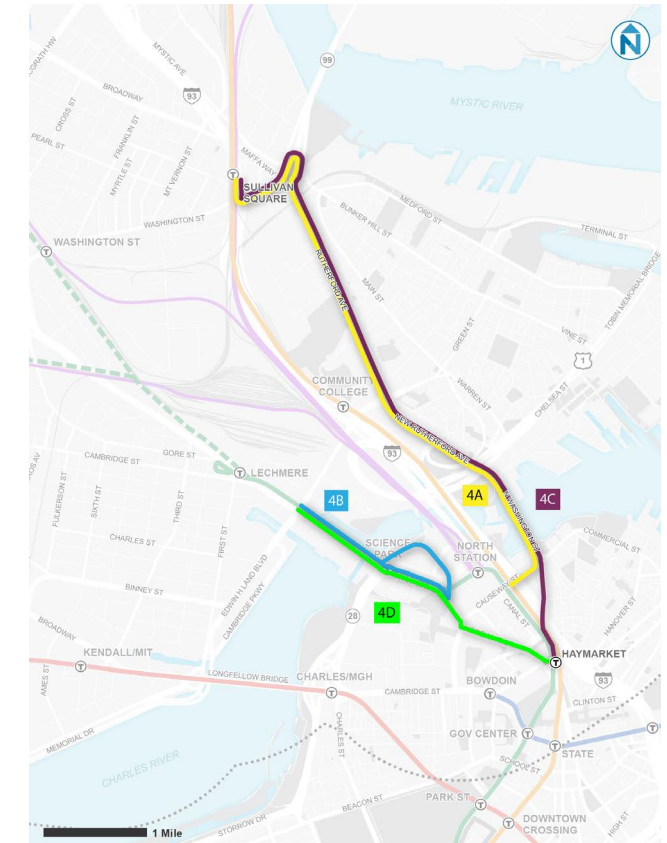 N
MCGRATH HW
MYSTIC AVE
99
BROADWAY
93
MYSTIC RIVER
CROSS ST
FRANKLIN ST
PEARL ST
MYRTLE ST
MT VERNON ST
MAFFA WAY
T
SULLIVAN
SQUARE
WASHINGTON ST
BUNKER HILL ST
MEDFORD ST
TERMINAL ST
WASHINGTON ST
T
RUTHERFORD AVE
MAIN ST
TOBIN MEMORIAL BRIDGE
GREEN ST
VINE ST
1
COMMUNITY
COLLEGE
T
WARREN ST
CHELSEA ST
NEW RUTHERFORD AVE
CAMBRIDGE ST
GORE ST
93
T
LECHMERE
4A
4C
N WASHINGTON ST
4B
FULKERSON ST
SIXTH ST
THIRD ST
CHARLES ST
FIRST ST
SCIENCE
PARK
NORTH
STATION
T
COMMERCIAL ST
BINNEY ST
EDWIN H LAND BLVD
CAMBRIDGE PKWY
CAUSEWAY ST
CANAL ST
HANOVER ST
4D
28
BROADWAY
KENDALL/MIT
T
HAYMARKET
T
AMES ST
LONGFELLOW BRIDGE
CHARLES/MGH
T
BOWDOIN
T
93
CAMBRIDGE ST
CLINTON ST
MEMORIAL DR
CHARLES ST
GOV CENTER
T
T
STATE
T
CHARLES RIVER
SCHOOL ST
PARK ST
T
BEACON ST
STORROW DR
T
DOWNTOWN
CROSSING
HIGH ST
1 Mile